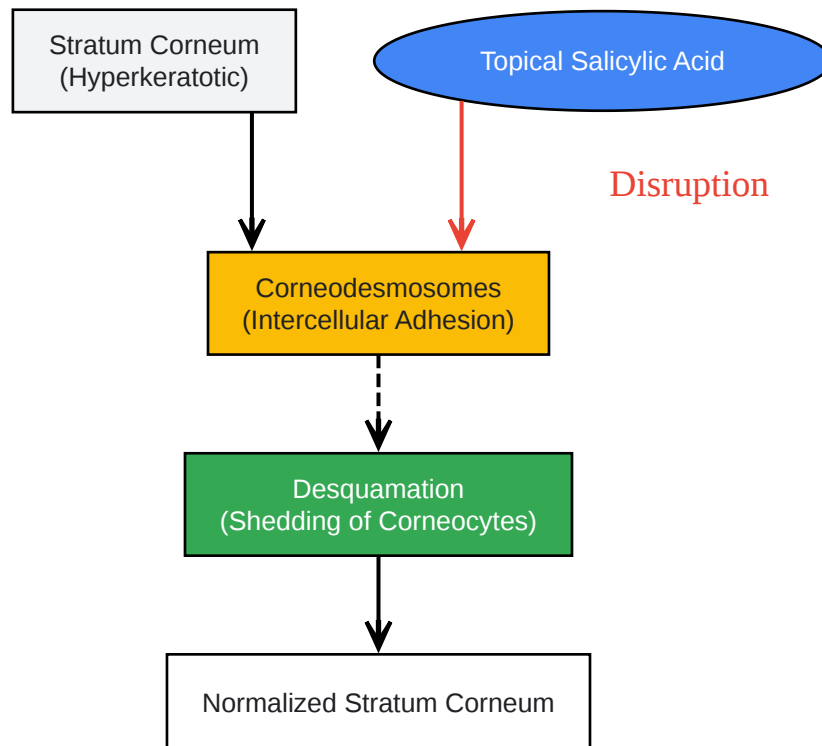 Stratum Corneum
(Hyperkeratotic)
Topical Salicylic Acid
Disruption
Corneodesmosomes
(Intercellular Adhesion)
Desquamation
(Shedding of Corneocytes)
Normalized Stratum Corneum